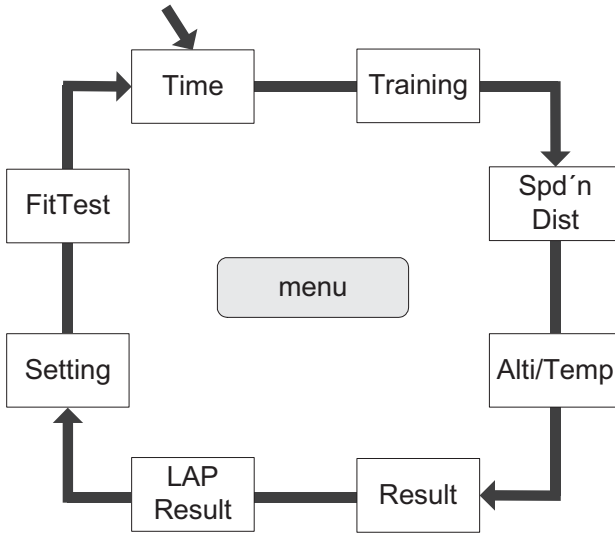 Time
Training
FitTest
Spd´n
Dist
menu
Setting
Alti/Temp
LAP
Result
Result